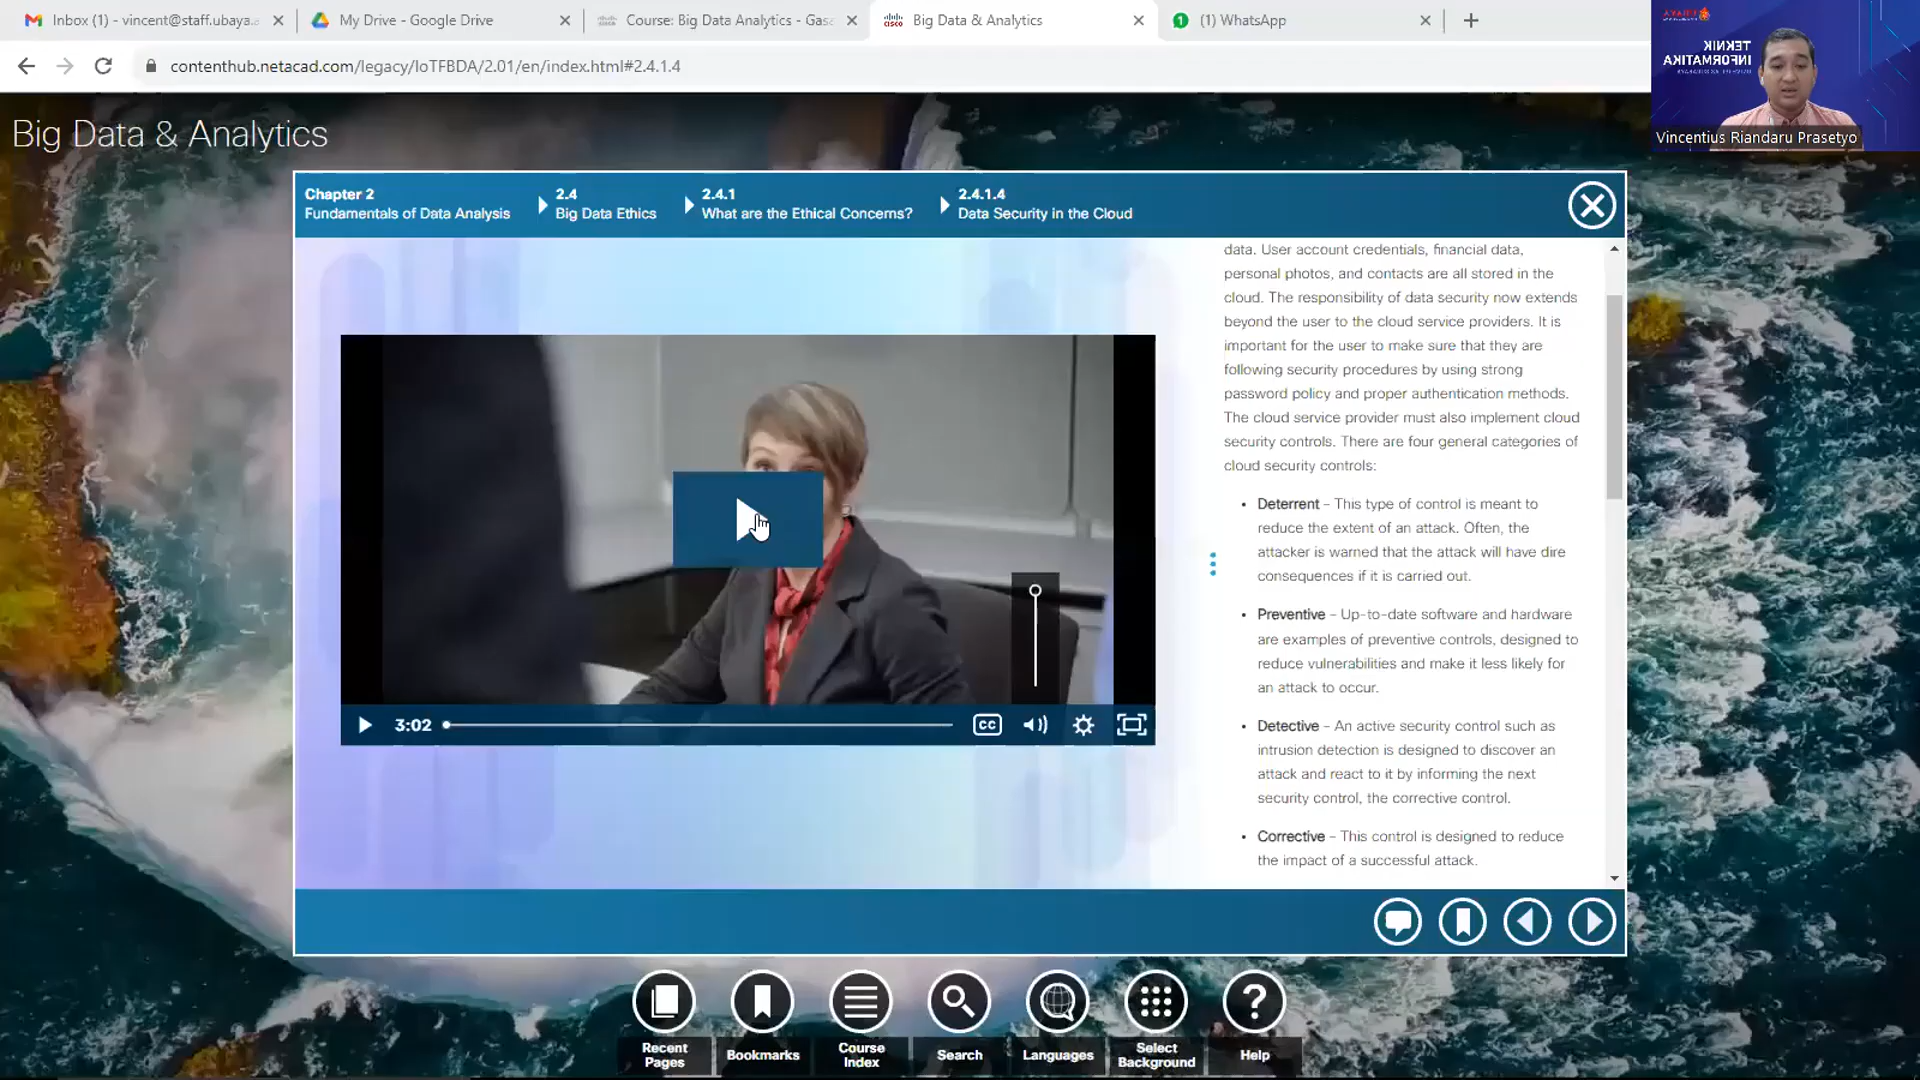 Inbox (1) - vincent@staff.ubaya.a
My Drive - Google Drive
Course: Big Data Analytics - Gasa
Big Data & Analytics
(1) WhatsApp
contenthub.netacad.com/legacy/IoTFBDA/2.01/en/index.html#2.4.1.4
TEKNIK
INFORMATIKA
Vincentius Riandaru Prasetyo
Big Data & Analytics
Chapter 2
Fundamentals of Data Analysis
2.4
Big Data Ethics
2.4.1
What are the Ethical Concerns?
2.4.1.4
Data Security in the Cloud
data. User account credentials, financial data,
personal photos, and contacts are all stored in the
cloud. The responsibility of data security now extends
beyond the user to the cloud service providers. It is
important for the user to make sure that they are
following security procedures by using strong
password policy and proper authentication methods.
The cloud service provider must also implement cloud
security controls. There are four general categories of
cloud security controls:
• Deterrent – This type of control is meant to
reduce the extent of an attack. Often, the
attacker is warned that the attack will have dire
consequences if it is carried out.
• Preventive – Up-to-date software and hardware
are examples of preventive controls, designed to
reduce vulnerabilities and make it less likely for
an attack to occur.
• Detective – An active security control such as
intrusion detection is designed to discover an
attack and react to it by informing the next
security control, the corrective control.
• Corrective – This control is designed to reduce
the impact of a successful attack.
3:02
CC
Recent
Pages
Bookmarks
Course
Index
Search
Languages
Select
Background
Help